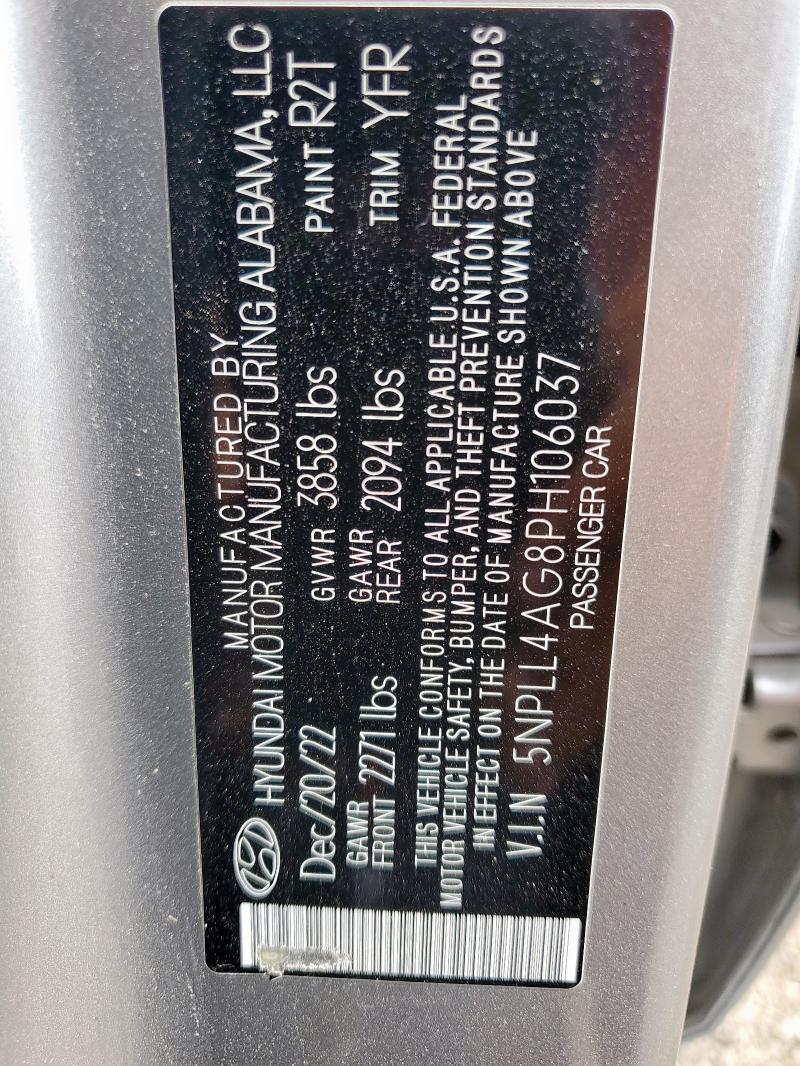 MANUFACTURED BY
HYUNDAI MOTOR MANUFACTURING ALABAMA, LLC
Dec/20/22 GVWR 3858 lbs PAINT R2T
GAWR FRONT 2271 lbs GAWR REAR 2094 lbs TRIM YFR
THIS VEHICLE CONFORMS TO ALL APPLICABLE U.S.A. FEDERAL
MOTOR VEHICLE SAFETY, BUMPER, AND THEFT PREVENTION STANDARDS
IN EFFECT ON THE DATE OF MANUFACTURE SHOWN ABOVE
V.I.N 5NPLL4AG8PH106037
PASSENGER CAR